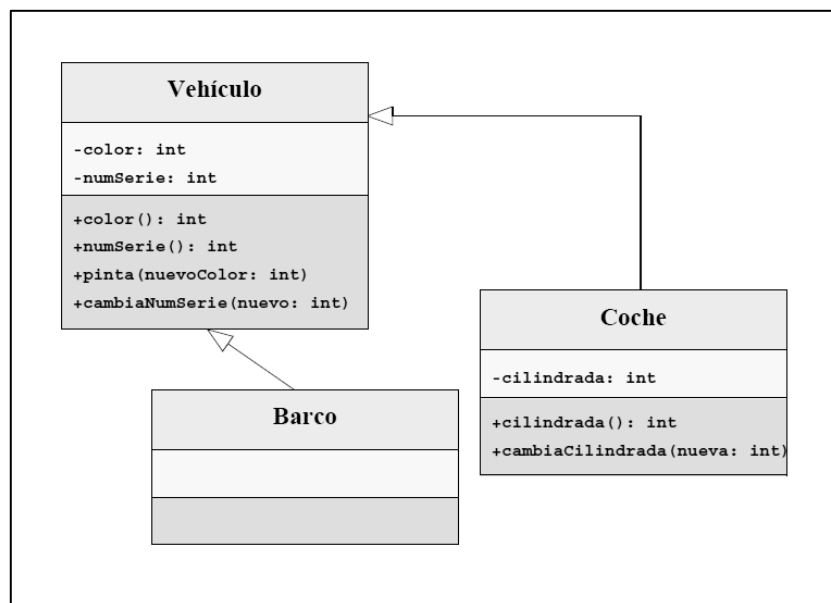 Vehículo
-color: int
-numSerie: int
+color(): int
+numSerie(): int
+pinta(nuevoColor: int)
+cambiaNumSerie(nuevo: int)
Coche
-cilindrada: int
+cilindrada(): int
+cambiaCilindrada(nueva: int)
Barco